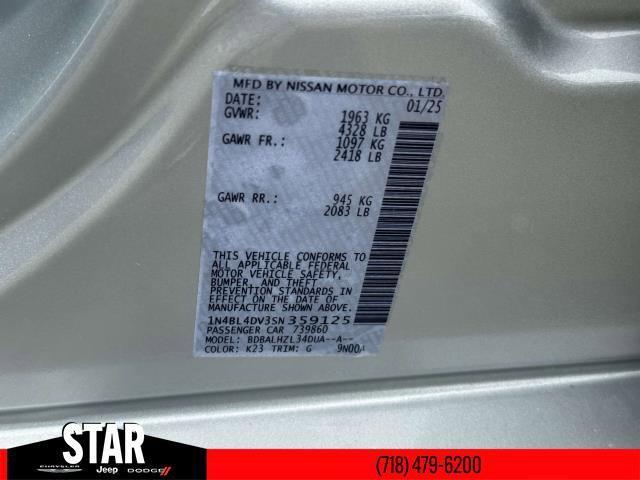 MFD BY NISSAN MOTOR CO., LTD.
DATE: 01/25
GVWR: 1963 KG
4328 LB
GAWR FR.: 1097 KG
2418 LB
GAWR RR.: 945 KG
2083 LB
THIS VEHICLE CONFORMS TO
ALL APPLICABLE FEDERAL
MOTOR VEHICLE SAFETY,
BUMPER, AND THEFT
PREVENTION STANDARDS IN
EFFECT ON THE DATE OF
MANUFACTURE SHOWN ABOVE.
1N4BL4DV3SN359125
PASSENGER CAR 739860
MODEL: BDBALHZL34DUA--A--
COLOR: K23 TRIM: G 9N00A
STAR
CHRYSLER Jeep DODGE
(718) 479-6200